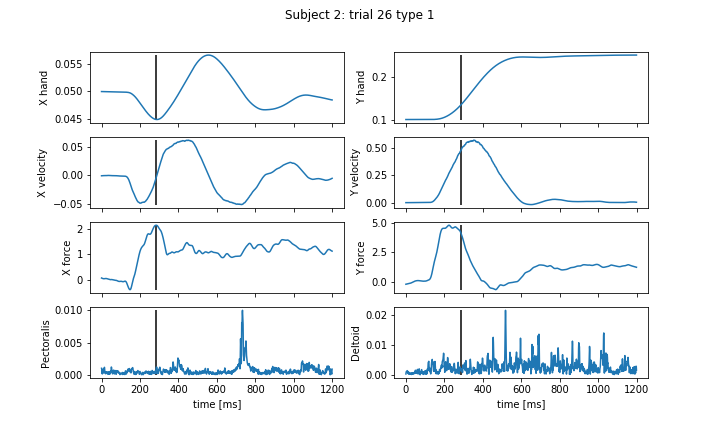 Subject 2: trial 26 type 1
X hand
0.055
0.050
0.045
Y hand
0.2
0.1
X velocity
0.05
0.00
−0.05
Y velocity
0.50
0.25
0.00
X force
2
1
0
Y force
5.0
2.5
0.0
Pectoralis
0.010
0.005
0.000
0 200 400 600 800 1000 1200
time [ms]
Deltoid
0.02
0.01
0.00
0 200 400 600 800 1000 1200
time [ms]